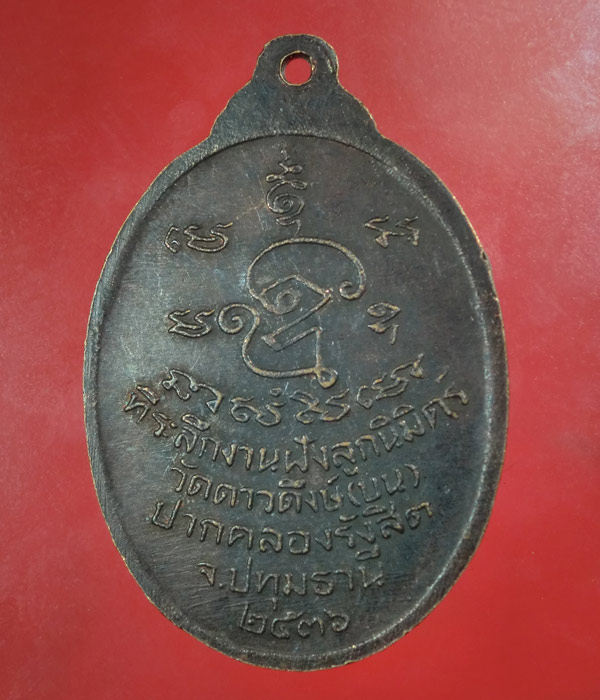 ที่ระลึกงานฝังลูกนิมิตร์
วัดดาวดึงษ์(บน)
ปากคลองรังสิต
จ.ปทุมธานี
๒๕๓๖